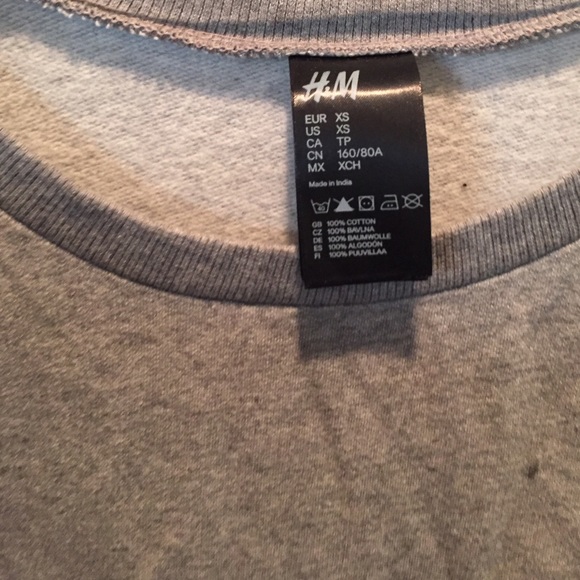 H&M
EUR XS
US XS
CA TP
CN 160/80A
MX XCH
Made in India
GB 100% COTTON
CZ 100% BAVLNA
DE 100% BAUMWOLLE
ES 100% ALGODÓN
FI 100% PUUVILLAA